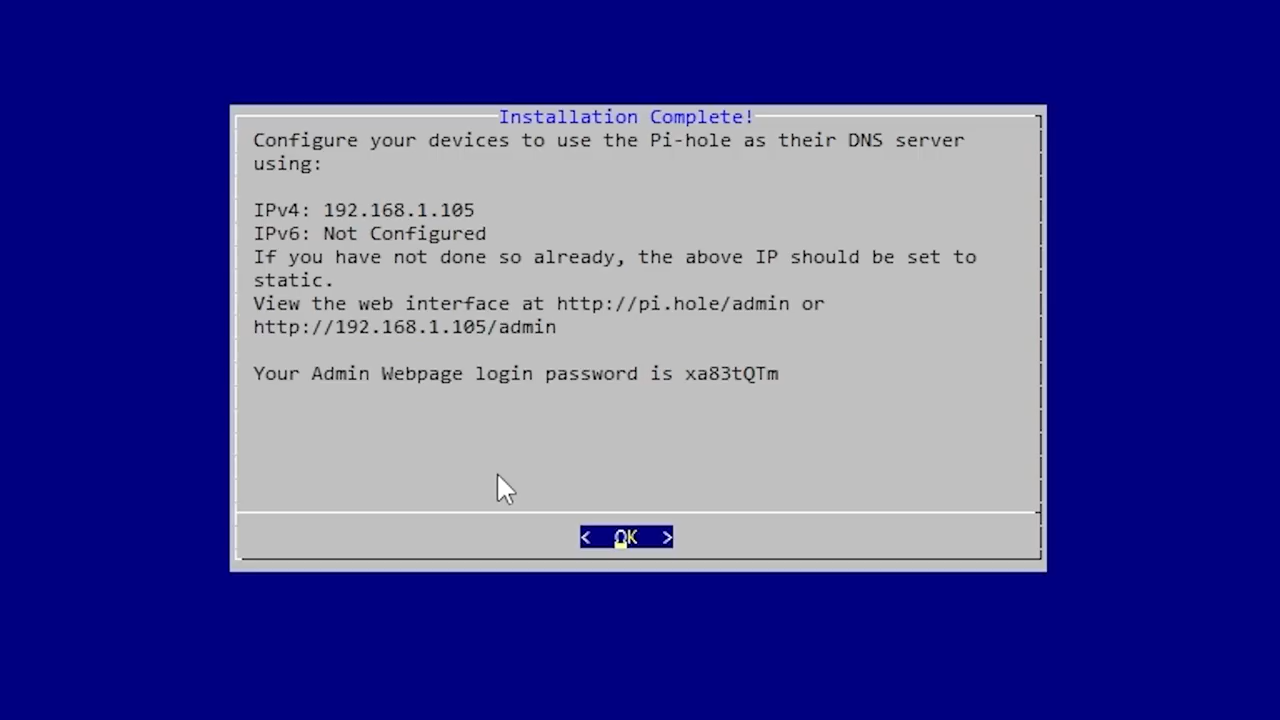 Installation Complete!
Configure your devices to use the Pi-hole as their DNS server
using:
IPv4: 192.168.1.105
IPv6: Not Configured
If you have not done so already, the above IP should be set to
static.
View the web interface at http://pi.hole/admin or
http://192.168.1.105/admin
Your Admin Webpage login password is xa83tQTm
< OK >